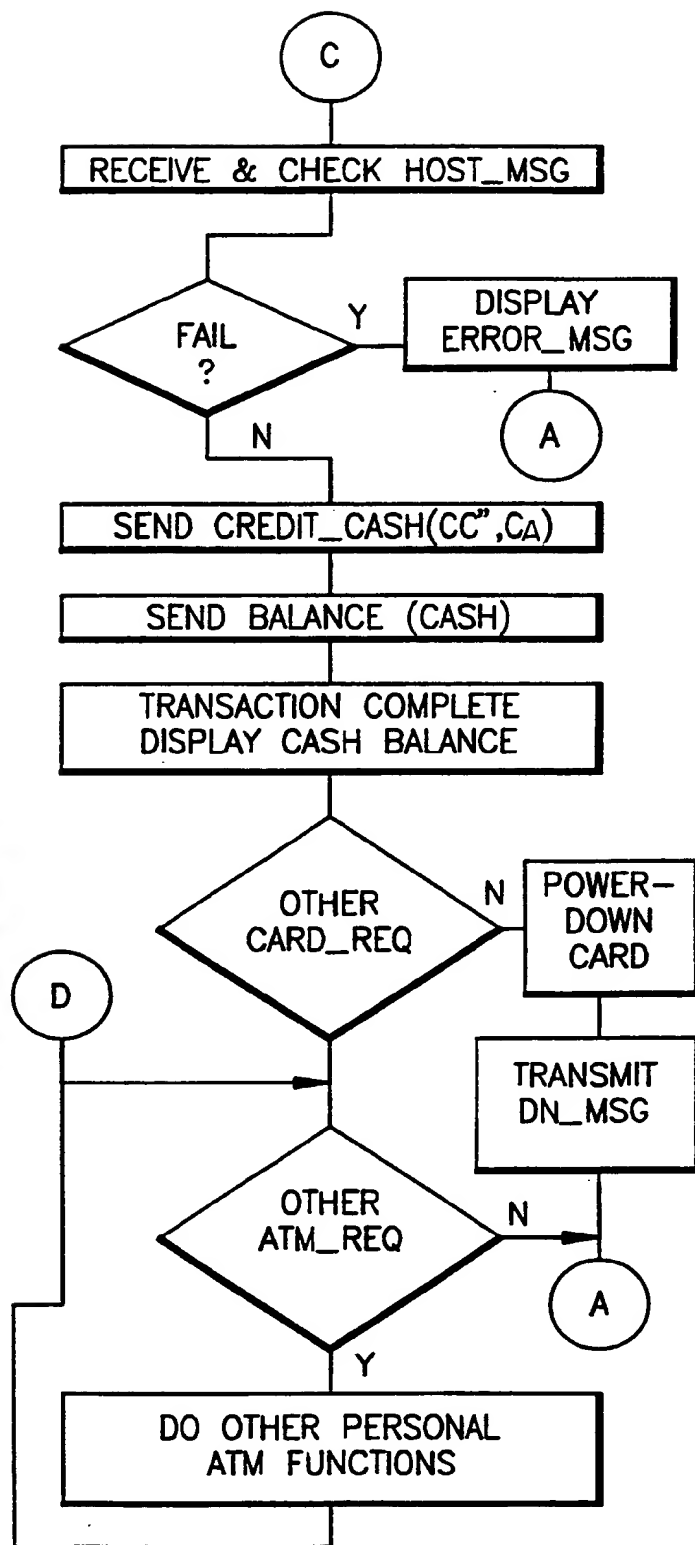 C
RECEIVE & CHECK HOST_MSG
FAIL
?
Y
DISPLAY
ERROR_MSG
A
N
SEND CREDIT_CASH(CC",CA)
SEND BALANCE (CASH)
TRANSACTION COMPLETE
DISPLAY CASH BALANCE
OTHER
CARD_REQ
N
POWER-
DOWN
CARD
D
TRANSMIT
DN_MSG
OTHER
ATM_REQ
N
A
Y
DO OTHER PERSONAL
ATM FUNCTIONS